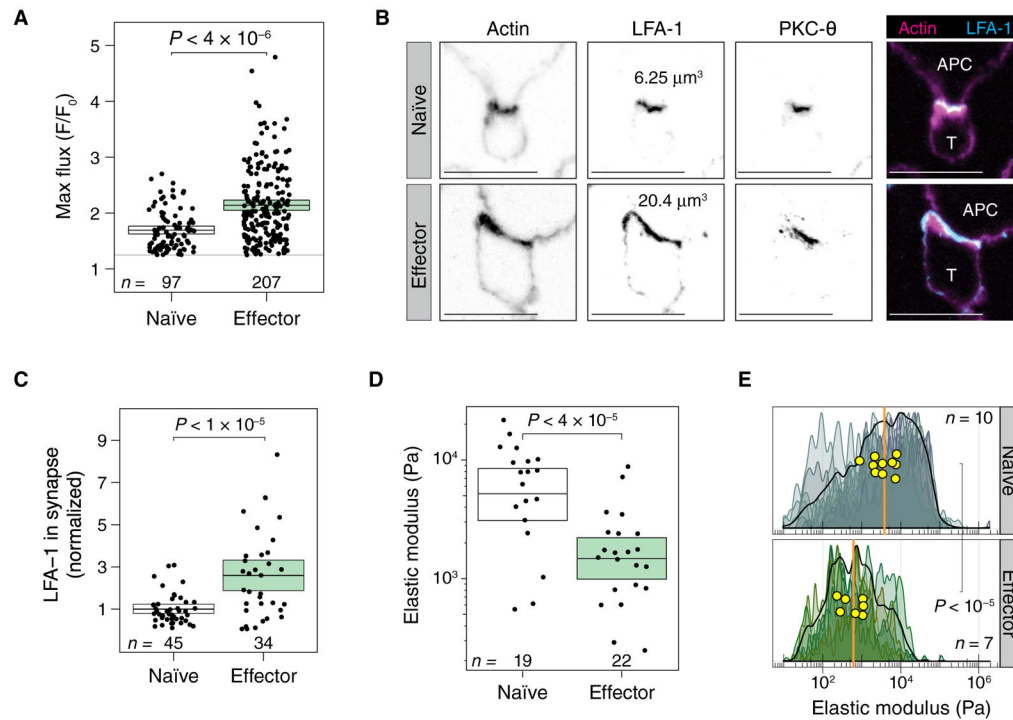 A
P < 4 × 10⁻⁶
Max flux (F/F₀)
5
4
3
2
1
n = 97 207
Naïve Effector
B
Actin LFA-1 PKC-θ Actin LFA-1
Naïve
6.25 µm³
APC
T
Effector
20.4 µm³
APC
T
C
P < 1 × 10⁻⁵
LFA–1 in synapse
(normalized)
9
7
5
3
1
n = 45 34
Naïve Effector
D
P < 4 × 10⁻⁵
Elastic modulus (Pa)
10⁴
10³
n = 19 22
Naïve Effector
E
n = 10
Naïve
P < 10⁻⁵
n = 7
Effector
10² 10⁴ 10⁶
Elastic modulus (Pa)